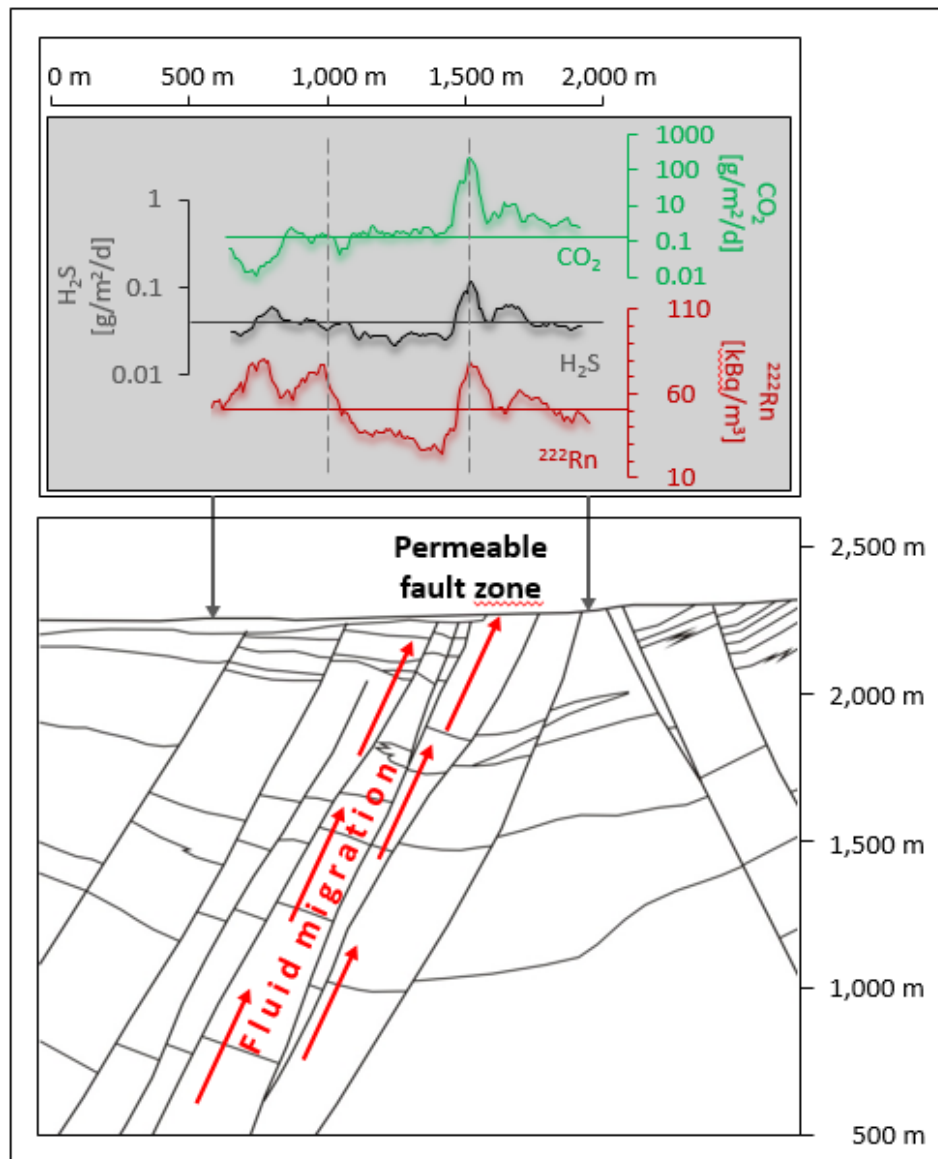 0 m 500 m 1,000 m 1,500 m 2,000 m
1000
100
10
0.1
0.01
CO₂
[g/m²/d]
1
0.1
0.01
H₂S
[g/m²/d]
CO₂
H₂S
²²²Rn
110
60
10
²²²Rn
[kBq/m³]
Permeable
fault zone
Fluid migration
2,500 m
2,000 m
1,500 m
1,000 m
500 m